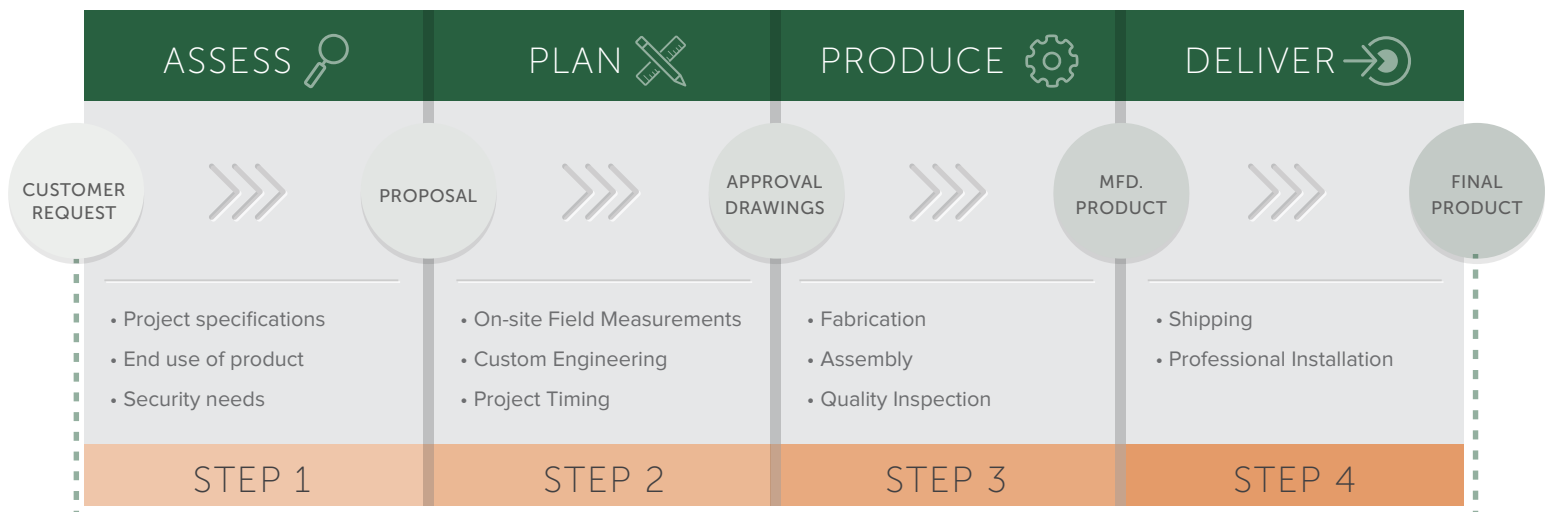 ASSESS
PLAN
PRODUCE
DELIVER
CUSTOMER
REQUEST
PROPOSAL
APPROVAL
DRAWINGS
MFD.
PRODUCT
FINAL
PRODUCT
• Project specifications
• End use of product
• Security needs
• On-site Field Measurements
• Custom Engineering
• Project Timing
• Fabrication
• Assembly
• Quality Inspection
• Shipping
• Professional Installation
STEP 1
STEP 2
STEP 3
STEP 4